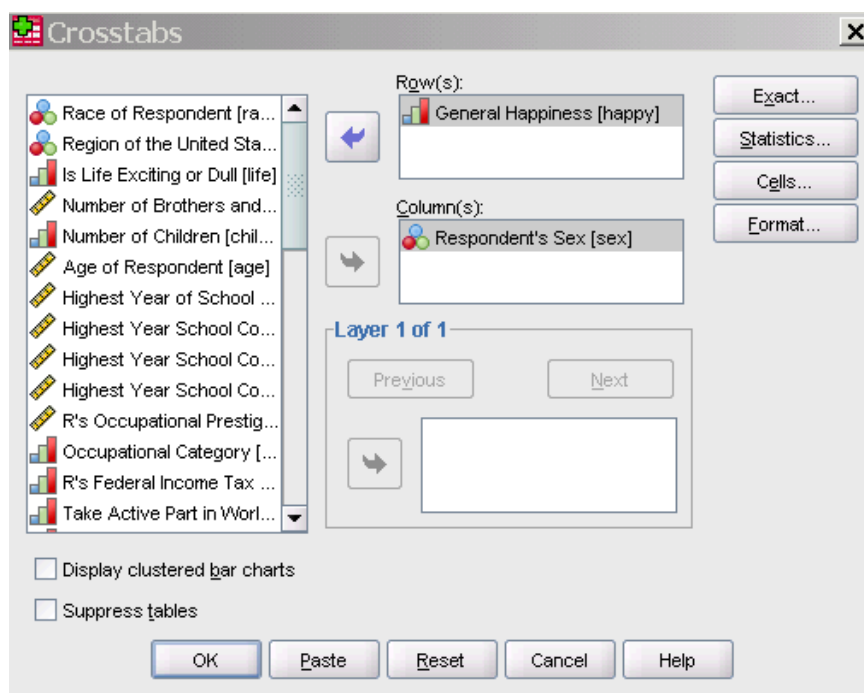 Crosstabs
Race of Respondent [ra...
Region of the United Sta...
Is Life Exciting or Dull [life]
Number of Brothers and...
Number of Children [chil...
Age of Respondent [age]
Highest Year of School ...
Highest Year School Co...
Highest Year School Co...
Highest Year School Co...
R's Occupational Prestig...
Occupational Category [...
R's Federal Income Tax ...
Take Active Part in Worl...
Row(s):
General Happiness [happy]
Column(s):
Respondent's Sex [sex]
Layer 1 of 1
Previous Next
Exact...
Statistics...
Cells...
Format...
Display clustered bar charts
Suppress tables
OK Paste Reset Cancel Help